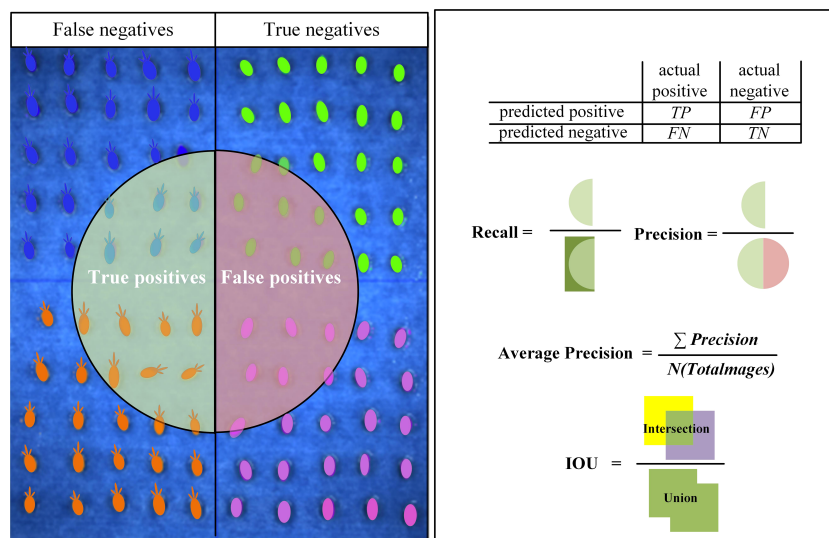 False negatives
True negatives
True positives
False positives
actual positive
actual negative
predicted positive
TP
FP
predicted negative
FN
TN
Recall =
Precision =
Average Precision =
∑ Precision
N(Totalmages)
IOU =
Intersection
Union